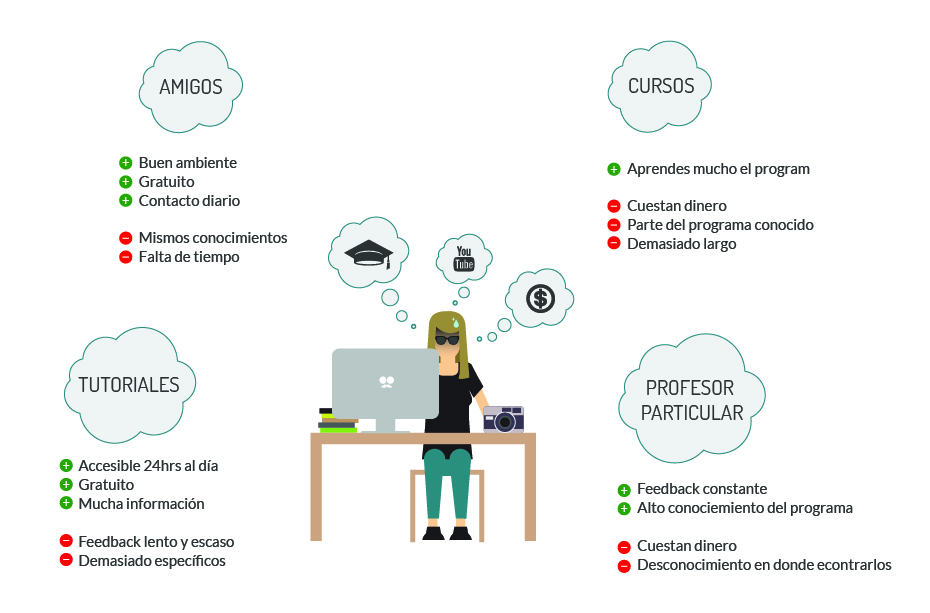 AMIGOS
Buen ambiente
Gratuito
Contacto diario
Mismos conocimientos
Falta de tiempo
CURSOS
Aprendes mucho el program
Cuestan dinero
Parte del programa conocido
Demasiado largo
You
Tube
$
TUTORIALES
Accesible 24hrs al día
Gratuito
Mucha información
Feedback lento y escaso
Demasiado específicos
PROFESOR
PARTICULAR
Feedback constante
Alto conociemiento del programa
Cuestan dinero
Desconocimiento en donde econtrarlos